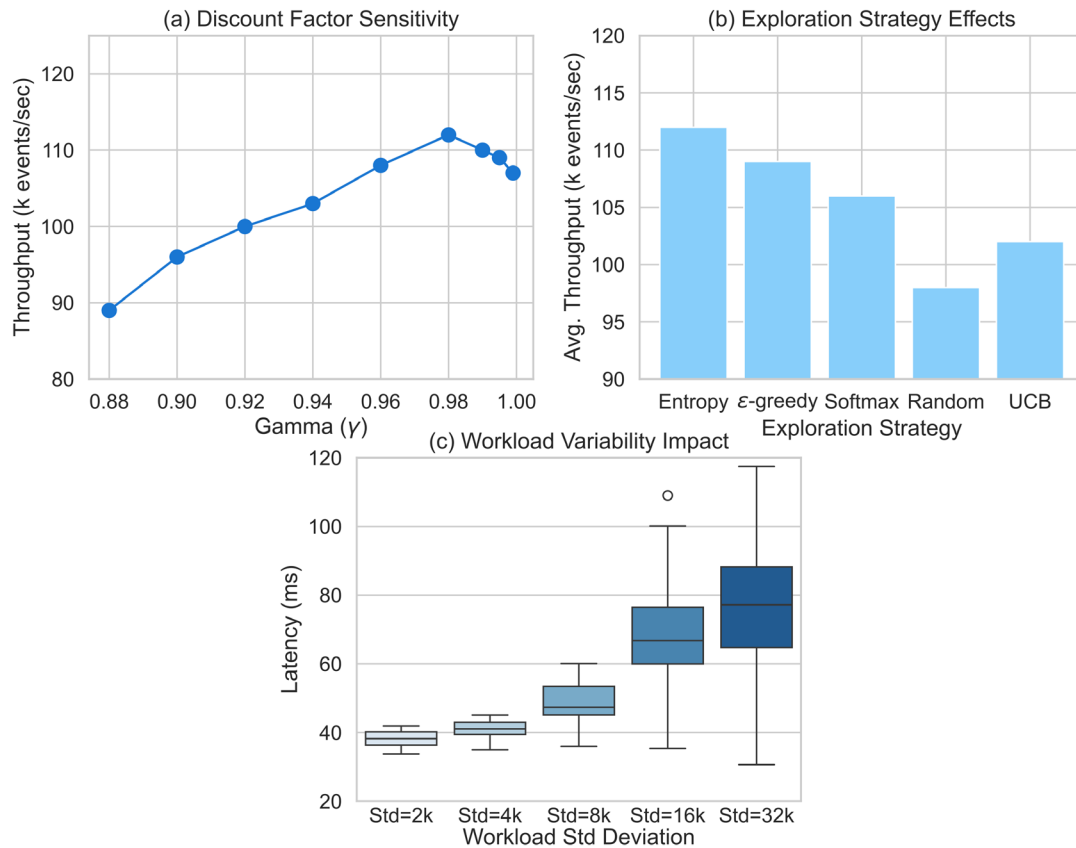 (a) Discount Factor Sensitivity
Throughput (k events/sec)
120
110
100
90
80
0.88 0.90 0.92 0.94 0.96 0.98 1.00
Gamma (γ)
(b) Exploration Strategy Effects
Avg. Throughput (k events/sec)
120
115
110
105
100
95
90
Entropy ε-greedy Softmax Random UCB
Exploration Strategy
(c) Workload Variability Impact
Latency (ms)
120
100
80
60
40
20
Std=2k Std=4k Std=8k Std=16k Std=32k
Workload Std Deviation